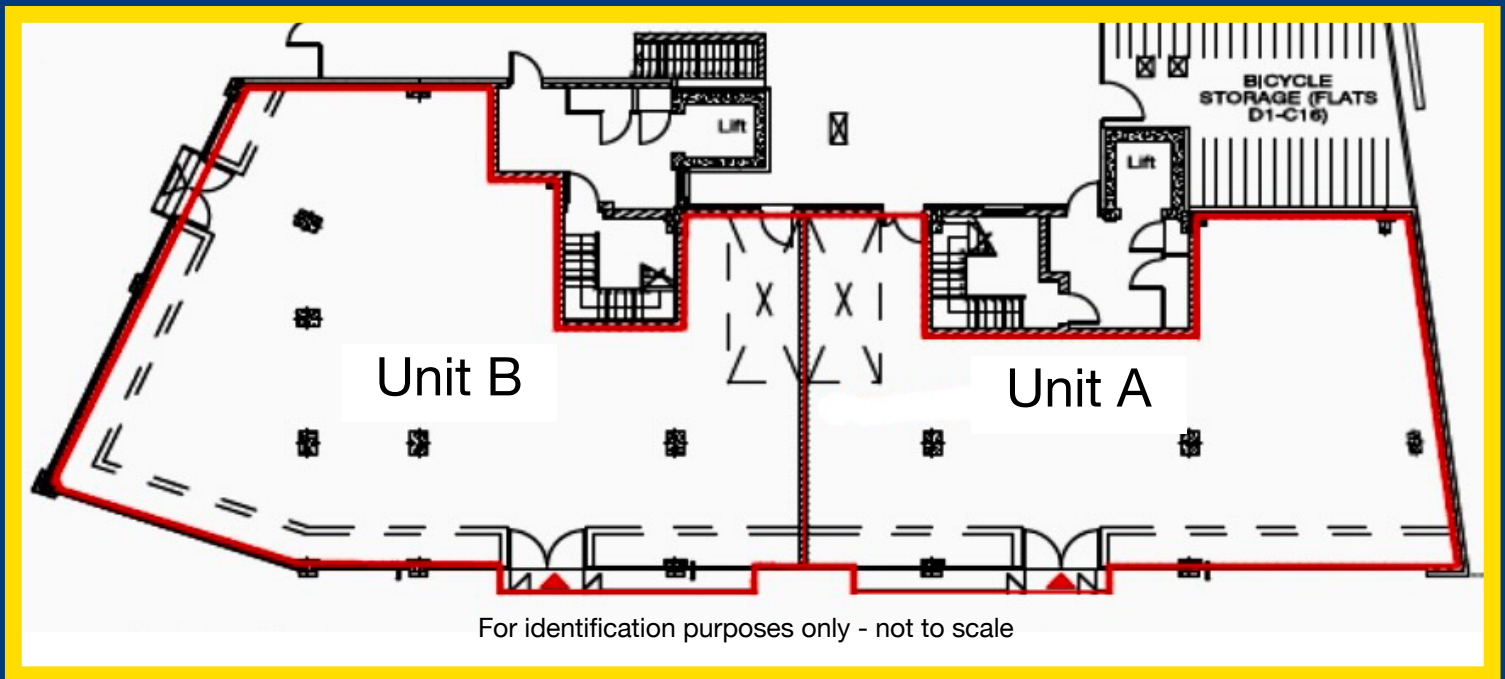 BICYCLE
STORAGE (FLATS
D1-C16)
Lift
Lift
Unit B
Unit A
For identification purposes only - not to scale